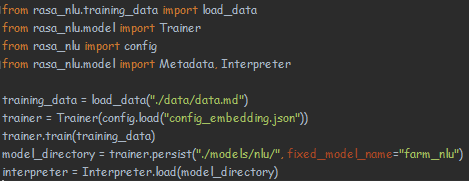 from rasa_nlu.training_data import load_data
from rasa_nlu.model import Trainer
from rasa_nlu import config
from rasa_nlu.model import Metadata, Interpreter
training_data = load_data("./data/data.md")
trainer = Trainer(config.load("config_embedding.json"))
trainer.train(training_data)
model_directory = trainer.persist("./models/nlu/", fixed_model_name="farm_nlu")
interpreter = Interpreter.load(model_directory)